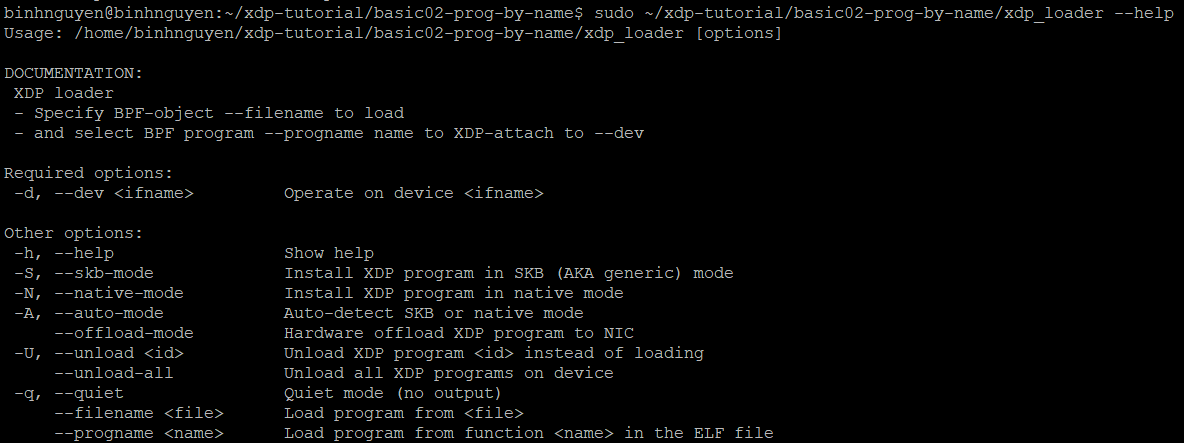 binhnguyen@binhnguyen:~/xdp-tutorial/basic02-prog-by-name$ sudo ~/xdp-tutorial/basic02-prog-by-name/xdp_loader --help
Usage: /home/binhnguyen/xdp-tutorial/basic02-prog-by-name/xdp_loader [options]

DOCUMENTATION:
 XDP loader
 - Specify BPF-object --filename to load
 - and select BPF program --progname name to XDP-attach to --dev

Required options:
 -d, --dev <ifname>         Operate on device <ifname>

Other options:
 -h, --help                 Show help
 -S, --skb-mode             Install XDP program in SKB (AKA generic) mode
 -N, --native-mode          Install XDP program in native mode
 -A, --auto-mode            Auto-detect SKB or native mode
     --offload-mode         Hardware offload XDP program to NIC
 -U, --unload <id>          Unload XDP program <id> instead of loading
     --unload-all           Unload all XDP programs on device
 -q, --quiet                Quiet mode (no output)
     --filename <file>      Load program from <file>
     --progname <name>      Load program from function <name> in the ELF file